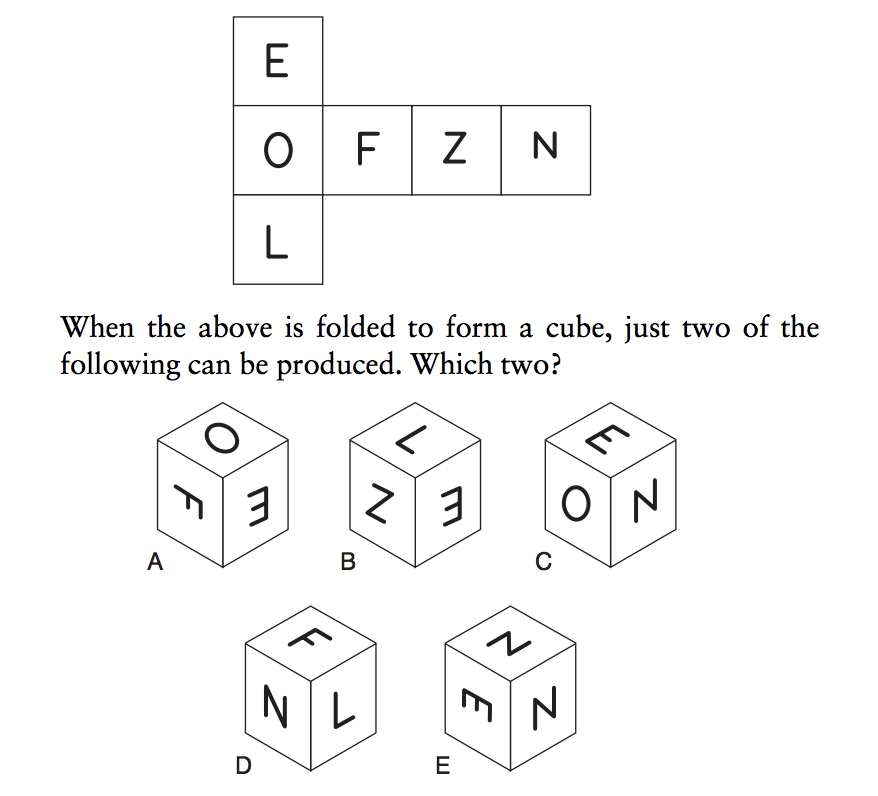 E
O F Z N
L
When the above is folded to form a cube, just two of the
following can be produced. Which two?
O L E
F E Z E O N
A B C
F Z
N L E N
D E